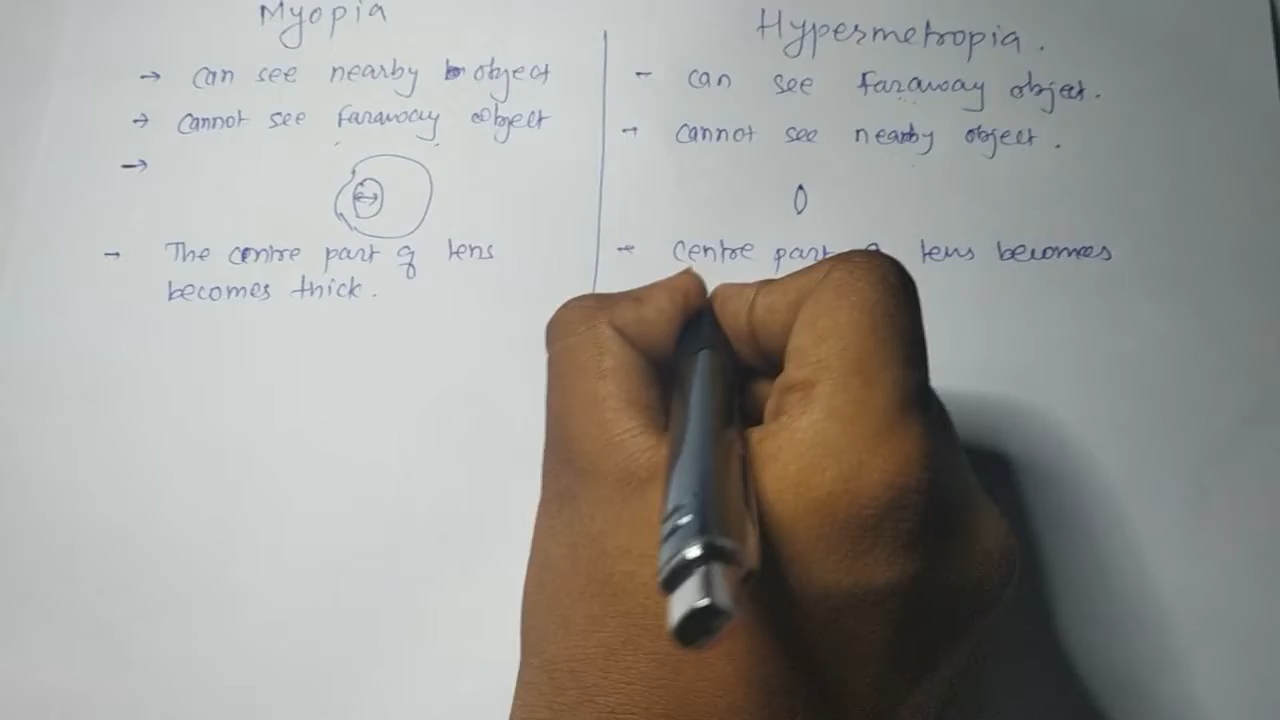 Myopia
→ can see nearby object
→ cannot see faraway object
→
- The centre part of lens
becomes thick.
Hypermetropia.
- can see faraway object.
- cannot see nearby object.
- centre part lens becomes